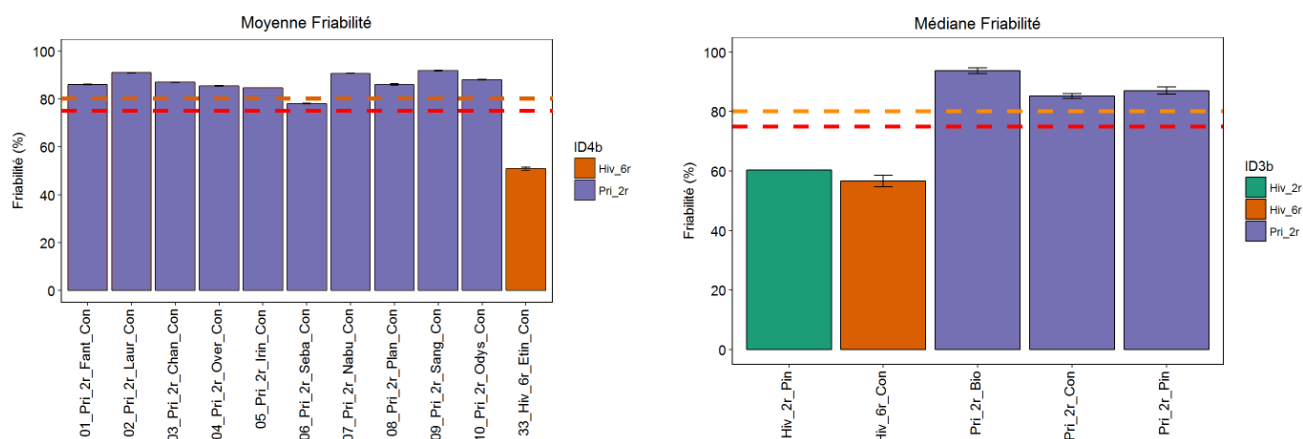 Moyenne Friabilité
Friabilité (%)
100
80
60
40
20
0
01_Pri_2r_Fant_Con
02_Pri_2r_Laur_Con
03_Pri_2r_Chan_Con
04_Pri_2r_Over_Con
05_Pri_2r_Irin_Con
06_Pri_2r_Seba_Con
07_Pri_2r_Nabu_Con
08_Pri_2r_Plan_Con
09_Pri_2r_Sang_Con
10_Pri_2r_Odys_Con
33_Hiv_6r_Etin_Con
ID4b
Hiv_6r
Pri_2r
Médiane Friabilité
Friabilité (%)
100
80
60
40
20
0
Hiv_2r_Pin
Hiv_6r_Con
Pri_2r_Bio
Pri_2r_Con
Pri_2r_Pin
ID3b
Hiv_2r
Hiv_6r
Pri_2r